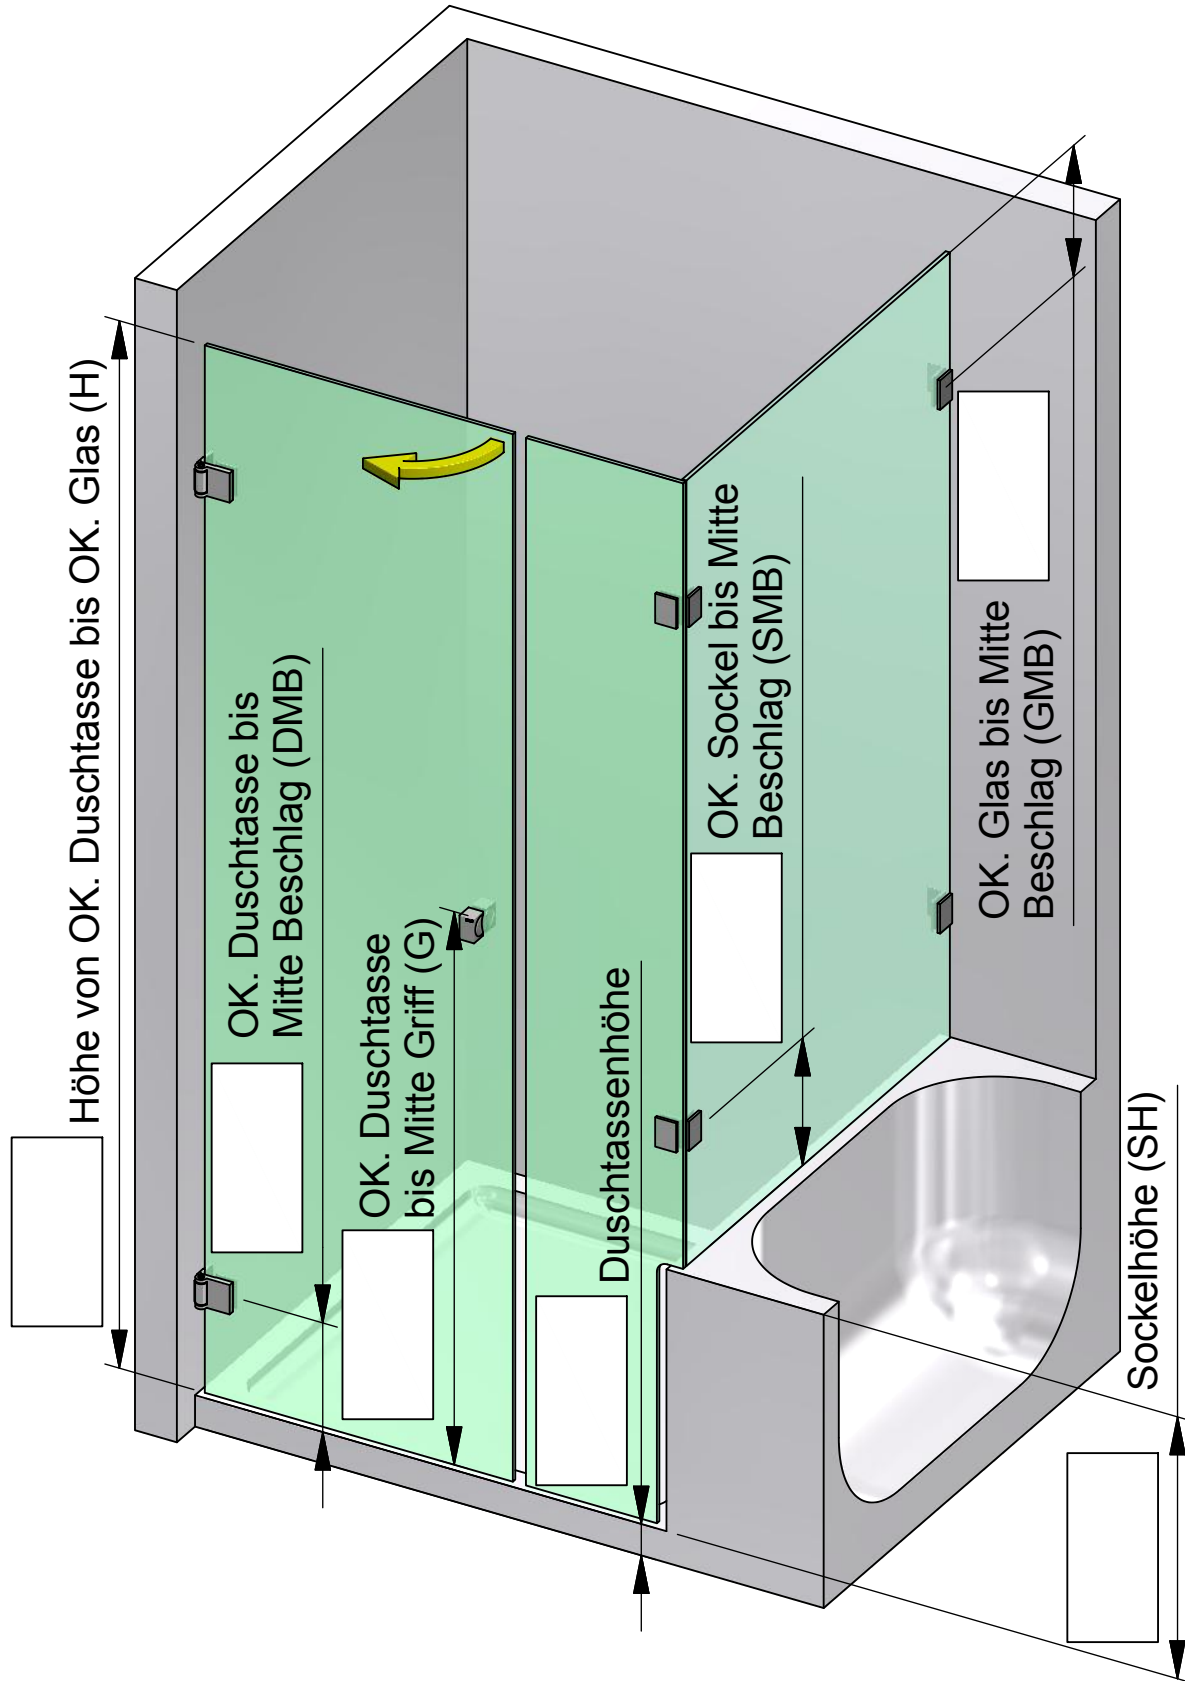 Höhe von OK. Duschtasse bis OK. Glas (H)
OK. Duschtasse bis
Mitte Beschlag (DMB)
OK. Duschtasse
bis Mitte Griff (G)
Duschtassenhöhe
OK. Sockel bis Mitte
Beschlag (SMB)
OK. Glas bis Mitte
Beschlag (GMB)
Sockelhöhe (SH)